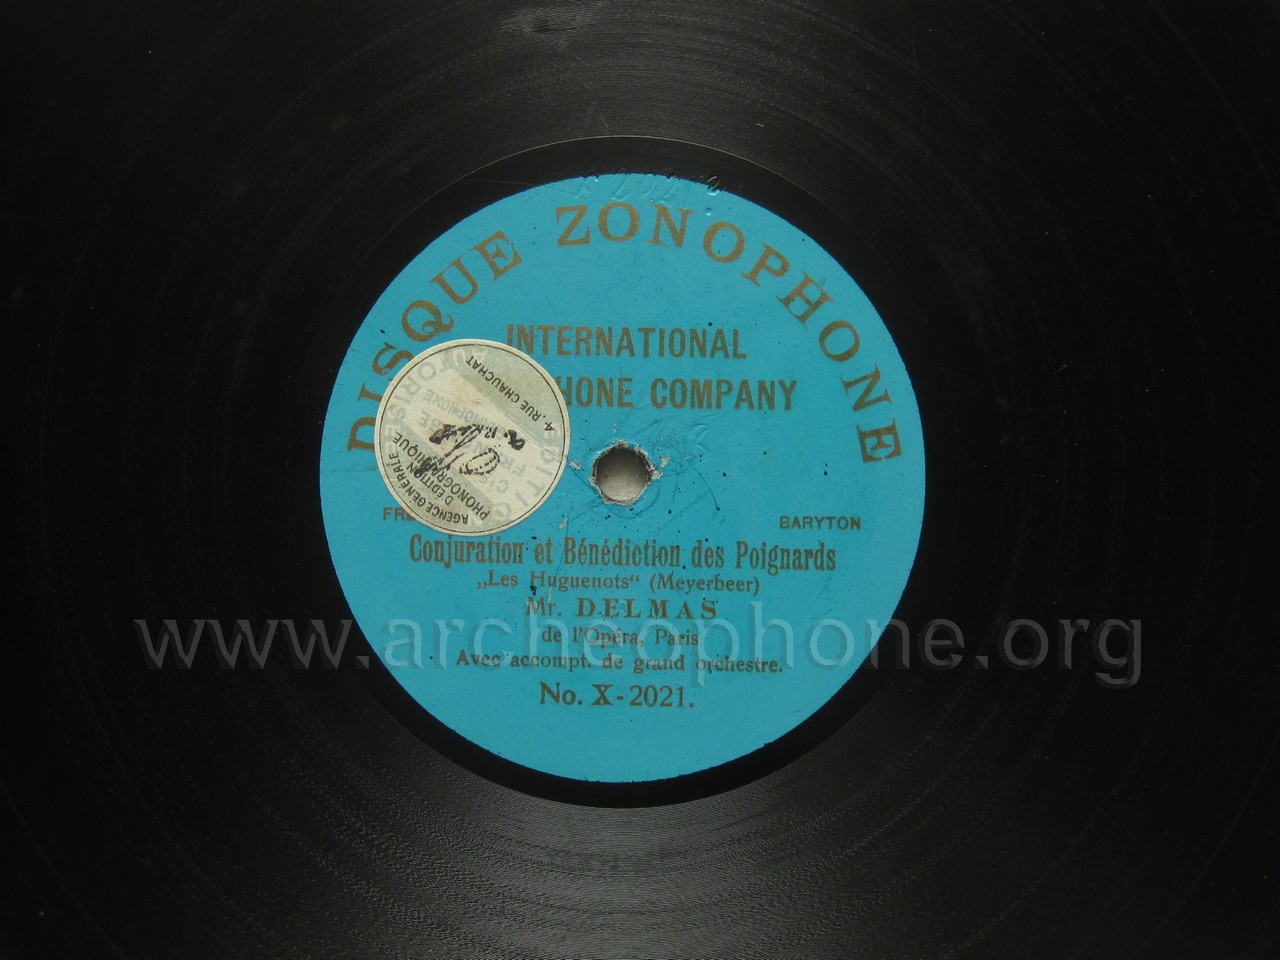 DISQUE ZONOPHONE
INTERNATIONAL
PHONE COMPANY
BARYTON
Conjuration et Bénédiction des Poignards
„Les Huguenots“ (Meyerbeer)
Mr. DELMAS
de l'Opéra, Paris
Avec accompt. de grand orchestre.
No. X-2021.
AGENCE GÉNÉRALE
D'ÉDITION
PHONOGRAPHIQUE
4, RUE CHAUCHAT
www.archeophone.org